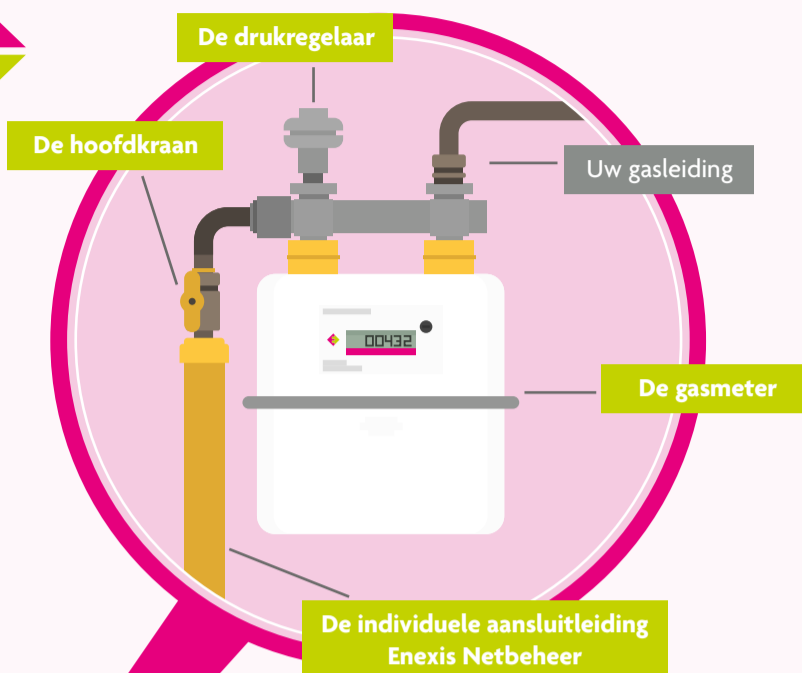 De drukregelaar
De hoofdkraan
Uw gasleiding
00432
De gasmeter
De individuele aansluitleiding
Enexis Netbeheer